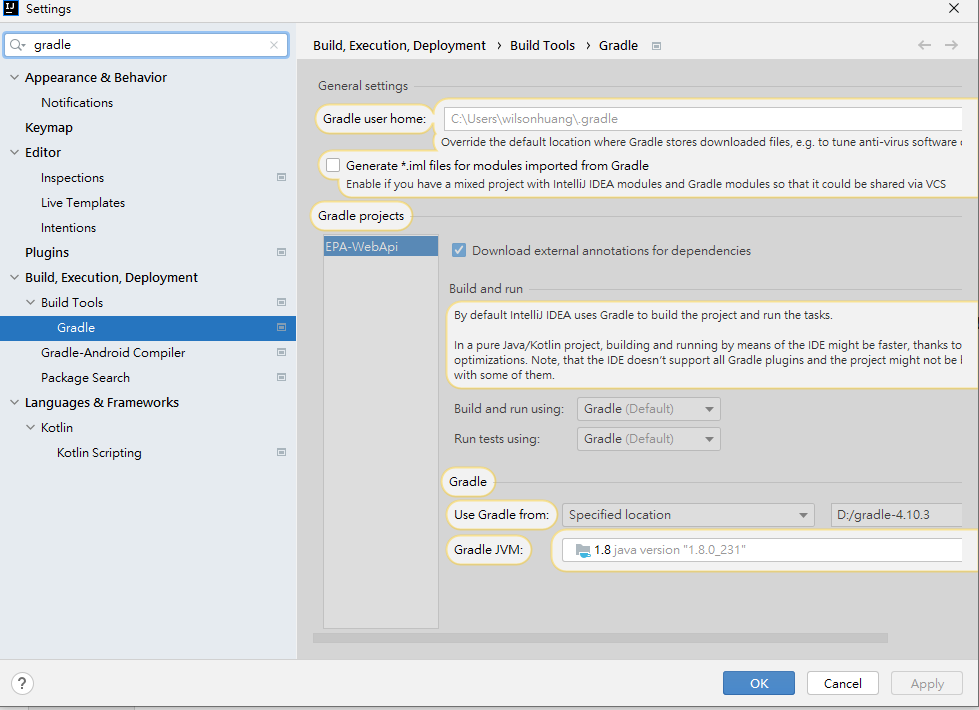 Settings
gradle
Appearance & Behavior
Notifications
Keymap
Editor
Inspections
Live Templates
Intentions
Plugins
Build, Execution, Deployment
Build Tools
Gradle
Gradle-Android Compiler
Package Search
Languages & Frameworks
Kotlin
Kotlin Scripting
Build, Execution, Deployment › Build Tools › Gradle
General settings
Gradle user home: C:\Users\wilsonhuang\.gradle
Override the default location where Gradle stores downloaded files, e.g. to tune anti-virus software
Generate *.iml files for modules imported from Gradle
Enable if you have a mixed project with IntelliJ IDEA modules and Gradle modules so that it could be shared via VCS
Gradle projects
EPA-WebApi
Download external annotations for dependencies
Build and run
By default IntelliJ IDEA uses Gradle to build the project and run the tasks.
In a pure Java/Kotlin project, building and running by means of the IDE might be faster, thanks to
optimizations. Note, that the IDE doesn't support all Gradle plugins and the project might not be
with some of them.
Build and run using: Gradle (Default)
Run tests using: Gradle (Default)
Gradle
Use Gradle from: Specified location D:/gradle-4.10.3
Gradle JVM: 1.8 java version "1.8.0_231"
?
OK Cancel Apply